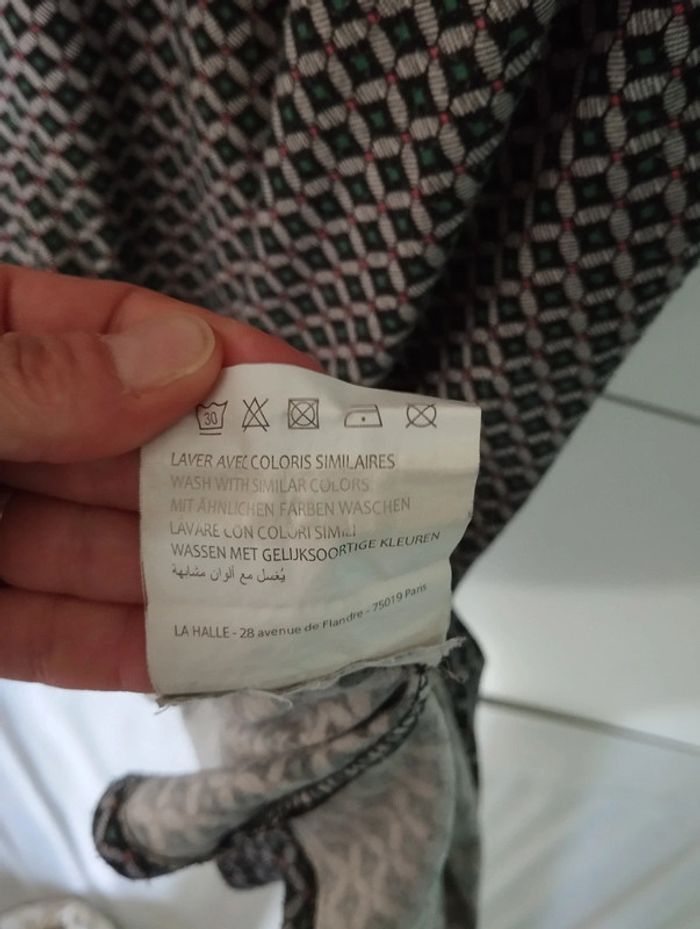 30
LAVER AVEC COLORIS SIMILAIRES
WASH WITH SIMILAR COLORS
MIT ÄHNLICHEN FARBEN WASCHEN
LAVARE CON COLORI SIMILI
WASSEN MET GELIJKSOORTIGE KLEUREN
يُغسل مع ألوان مشابهة
LA HALLE - 28 avenue de Flandre - 75019 Paris